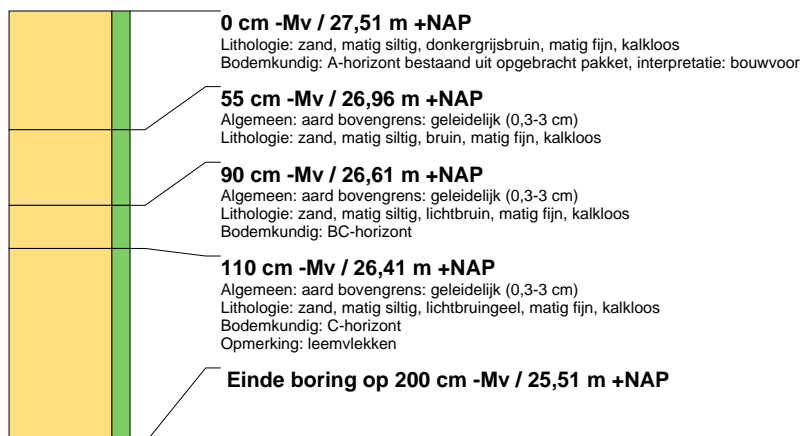 0 cm -Mv / 27,51 m +NAP
Lithologie: zand, matig siltig, donkergrijsbruin, matig fijn, kalkloos
Bodemkundig: A-horizont bestaand uit opgebracht pakket, interpretatie: bouwvoor
55 cm -Mv / 26,96 m +NAP
Algemeen: aard bovengrens: geleidelijk (0,3-3 cm)
Lithologie: zand, matig siltig, bruin, matig fijn, kalkloos
90 cm -Mv / 26,61 m +NAP
Algemeen: aard bovengrens: geleidelijk (0,3-3 cm)
Lithologie: zand, matig siltig, lichtbruin, matig fijn, kalkloos
Bodemkundig: BC-horizont
110 cm -Mv / 26,41 m +NAP
Algemeen: aard bovengrens: geleidelijk (0,3-3 cm)
Lithologie: zand, matig siltig, lichtbruingeel, matig fijn, kalkloos
Bodemkundig: C-horizont
Opmerking: leemvlekken
Einde boring op 200 cm -Mv / 25,51 m +NAP